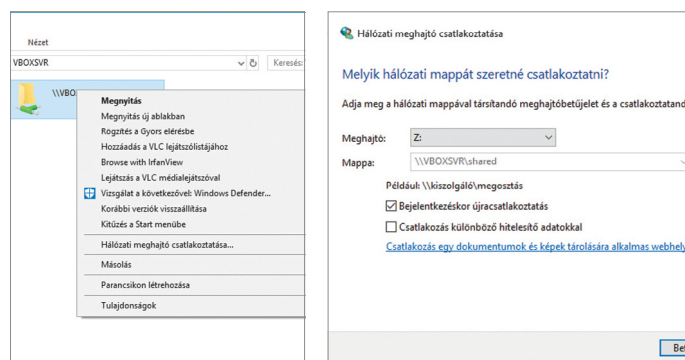 Nézet
VBOXSVR
Keresés:
\\VBO
Megnyitás
Megnyitás új ablakban
Rögzítés a Gyors elérésbe
Hozzáadás a VLC lejátszólistájához
Browse with IrfanView
Lejátszás a VLC médialejátszóval
Vizsgálat a következővel: Windows Defender...
Korábbi verziók visszaállítása
Kitűzés a Start menübe
Hálózati meghajtó csatlakoztatása...
Másolás
Parancsikon létrehozása
Tulajdonságok
Hálózati meghajtó csatlakoztatása
Melyik hálózati mappát szeretné csatlakoztatni?
Adja meg a hálózati mappával társítandó meghajtóbetűjelet és a csatlakoztatand
Meghajtó: Z:
Mappa: \\VBOXSVR\shared
Például: \\kiszolgáló\megosztás
Bejelentkezéskor újracsatlakoztatás
Csatlakozás különböző hitelesítő adatokkal
Csatlakozás egy dokumentumok és képek tárolására alkalmas webhely
Bef